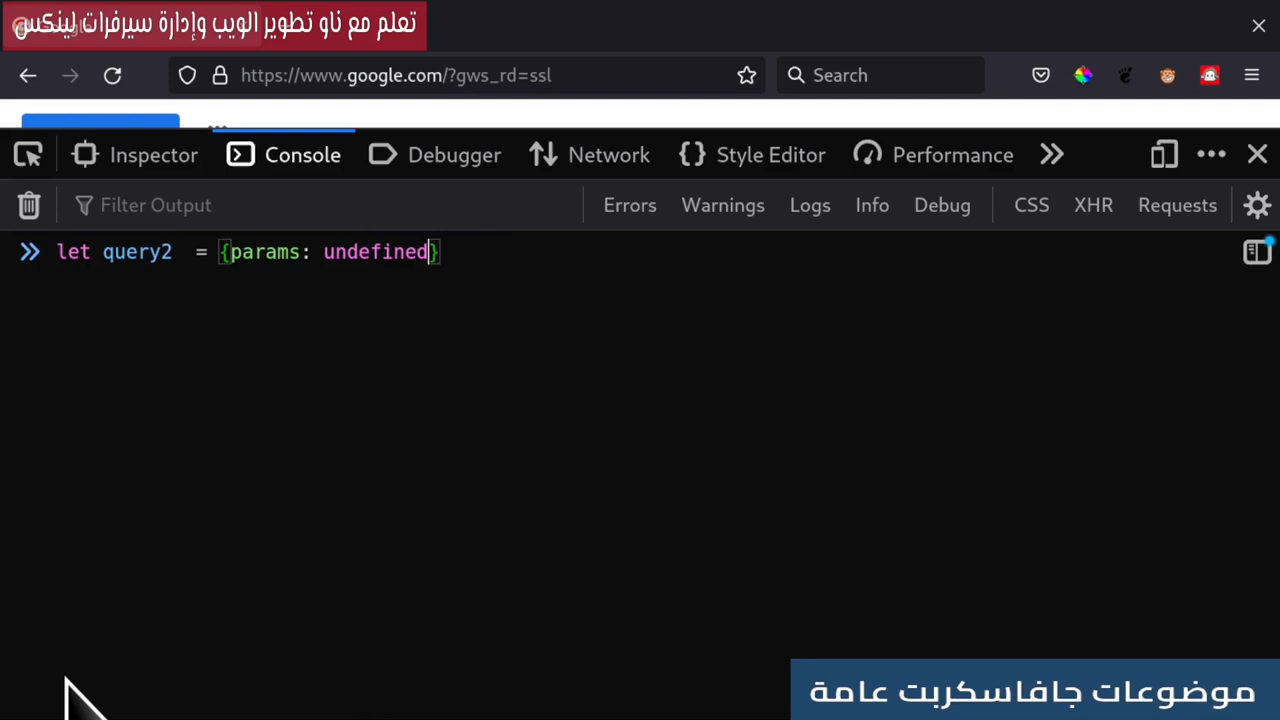 تعلم مع ناو تطوير الويب وإدارة سيرفرات لينكس
https://www.google.com/?gws_rd=ssl
Search
Inspector Console Debugger Network Style Editor Performance
Filter Output Errors Warnings Logs Info Debug CSS XHR Requests
let query2 = {params: undefined}
موضوعات جافاسكربت عامة